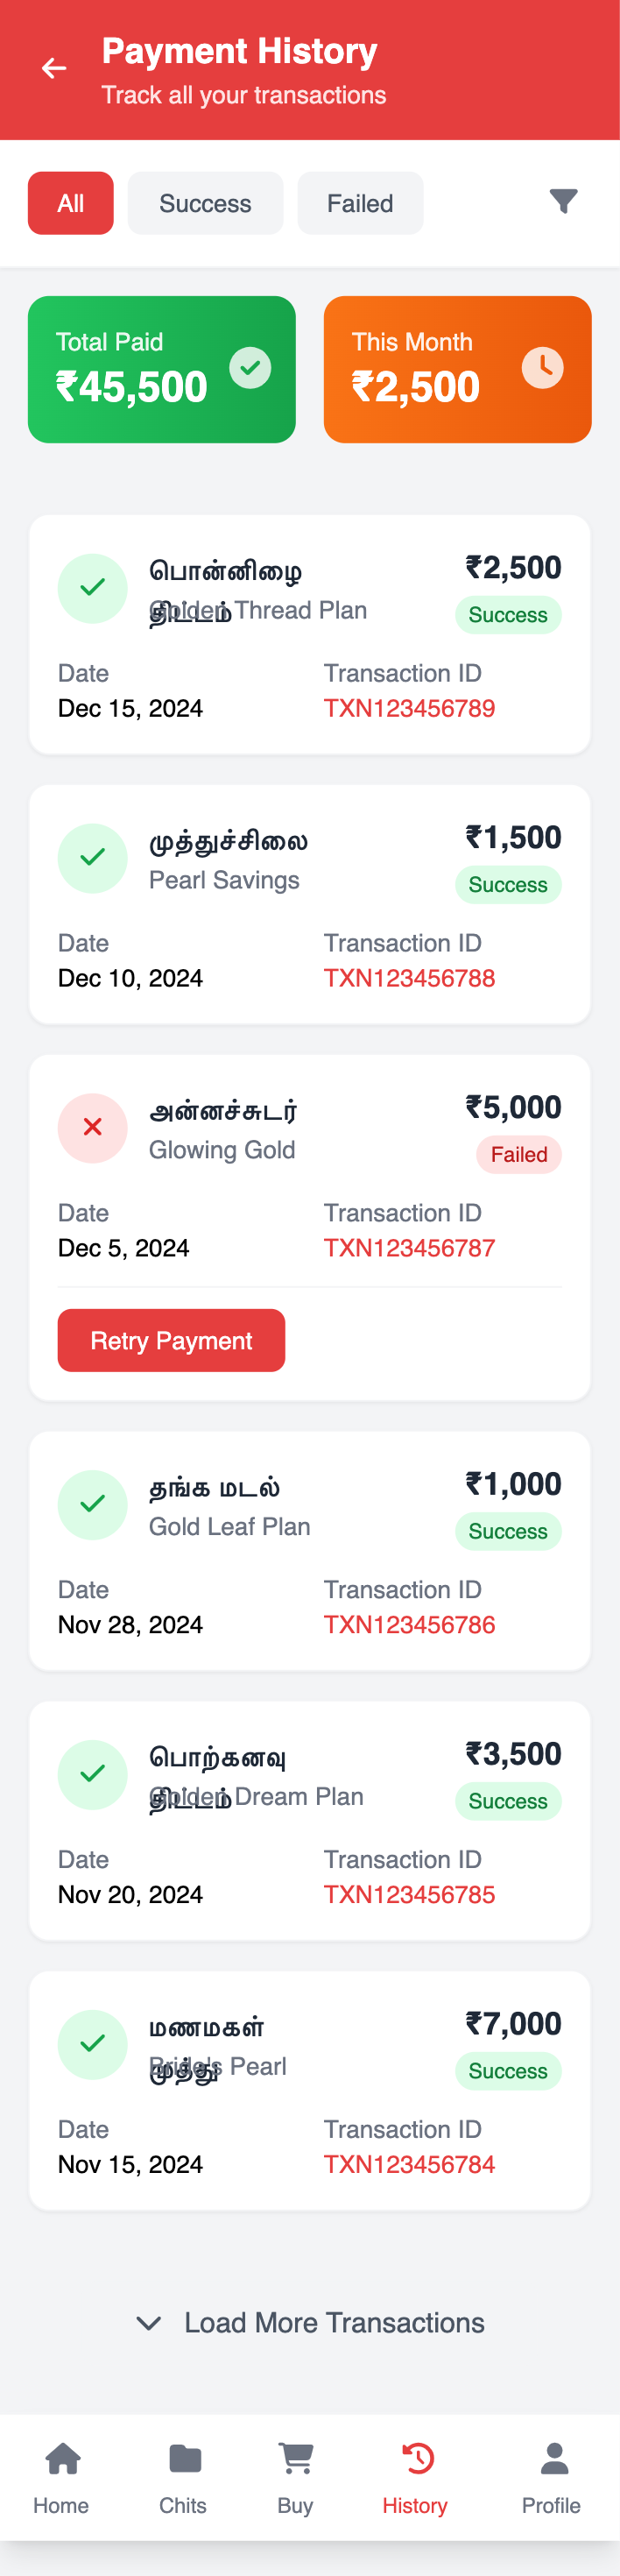 Payment History
Track all your transactions
All
Success
Failed
Total Paid
₹45,500
This Month
₹2,500
பொன்னிழை
திட்டம்
Golden Thread Plan
₹2,500
Success
Date
Transaction ID
Dec 15, 2024
TXN123456789
முத்துச்சிலை
Pearl Savings
₹1,500
Success
Date
Transaction ID
Dec 10, 2024
TXN123456788
அன்னச்சுடர்
Glowing Gold
₹5,000
Failed
Date
Transaction ID
Dec 5, 2024
TXN123456787
Retry Payment
தங்க மடல்
Gold Leaf Plan
₹1,000
Success
Date
Transaction ID
Nov 28, 2024
TXN123456786
பொற்கனவு
திட்டம்
Golden Dream Plan
₹3,500
Success
Date
Transaction ID
Nov 20, 2024
TXN123456785
மணமகள்
முத்து
Bride's Pearl
₹7,000
Success
Date
Transaction ID
Nov 15, 2024
TXN123456784
Load More Transactions
Home
Chits
Buy
History
Profile